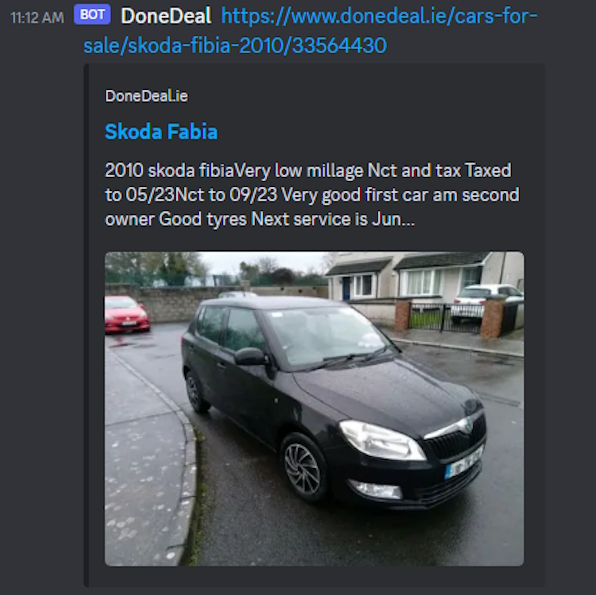 11:12 AM BOT DoneDeal https://www.donedeal.ie/cars-for-
sale/skoda-fibia-2010/33564430
DoneDeal.ie
Skoda Fabia
2010 skoda fibiaVery low millage Nct and tax Taxed
to 05/23Nct to 09/23 Very good first car am second
owner Good tyres Next service is Jun...